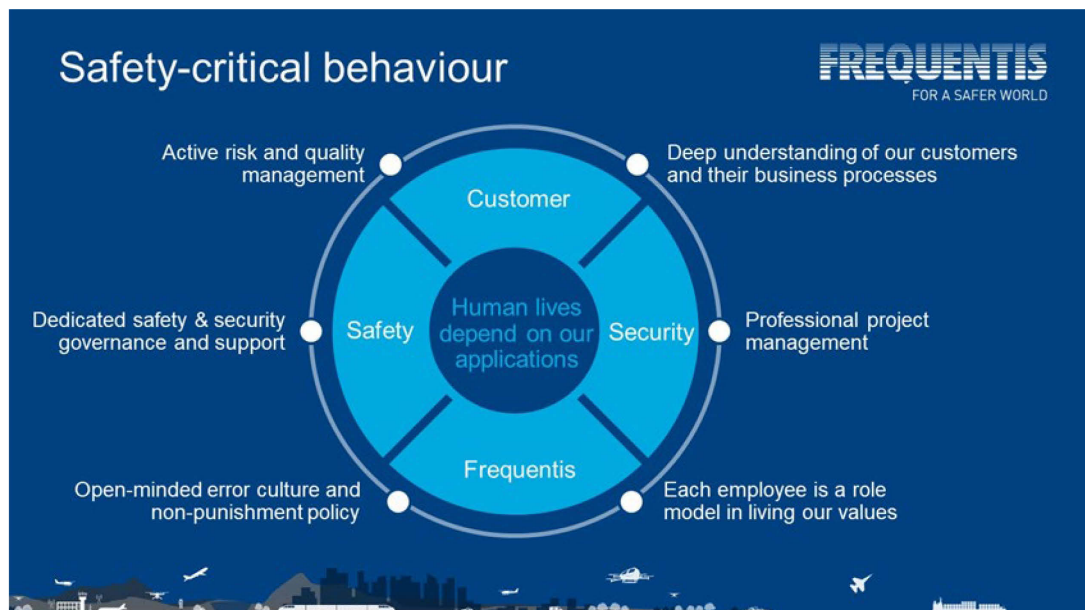 Safety-critical behaviour
FREQUENTIS
FOR A SAFER WORLD
Active risk and quality
management
Deep understanding of our customers
and their business processes
Customer
Dedicated safety & security
governance and support
Safety
Human lives
depend on our
applications
Security
Professional project
management
Frequentis
Open-minded error culture and
non-punishment policy
Each employee is a role
model in living our values